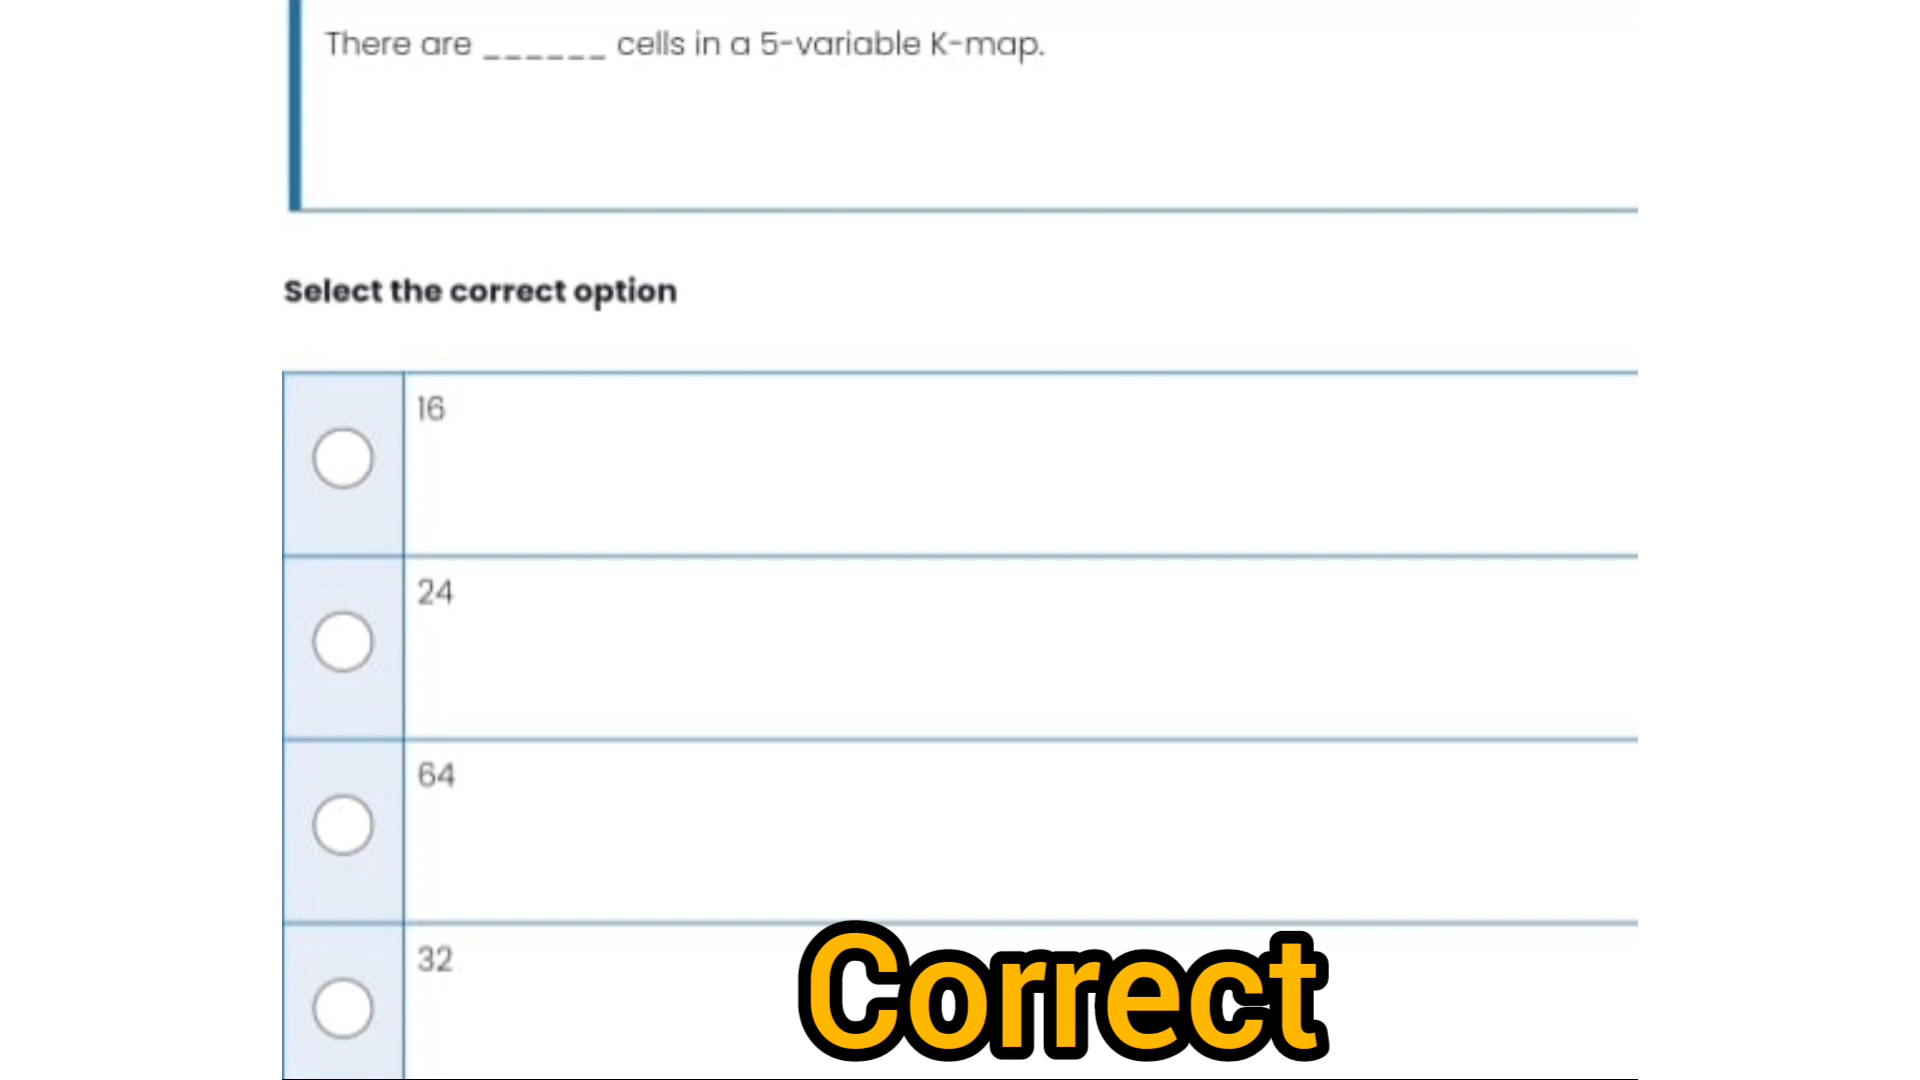 There are ______ cells in a 5-variable K-map.
Select the correct option
16
24
64
32
Correct